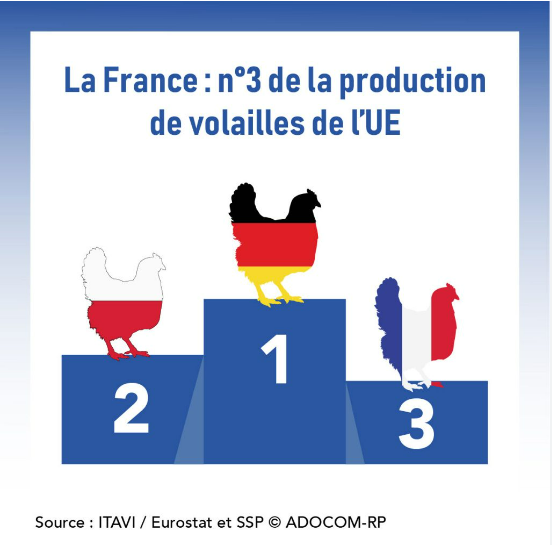 La France : n°3 de la production
de volailles de l'UE
1
2
3
Source : ITAVI / Eurostat et SSP © ADOCOM-RP